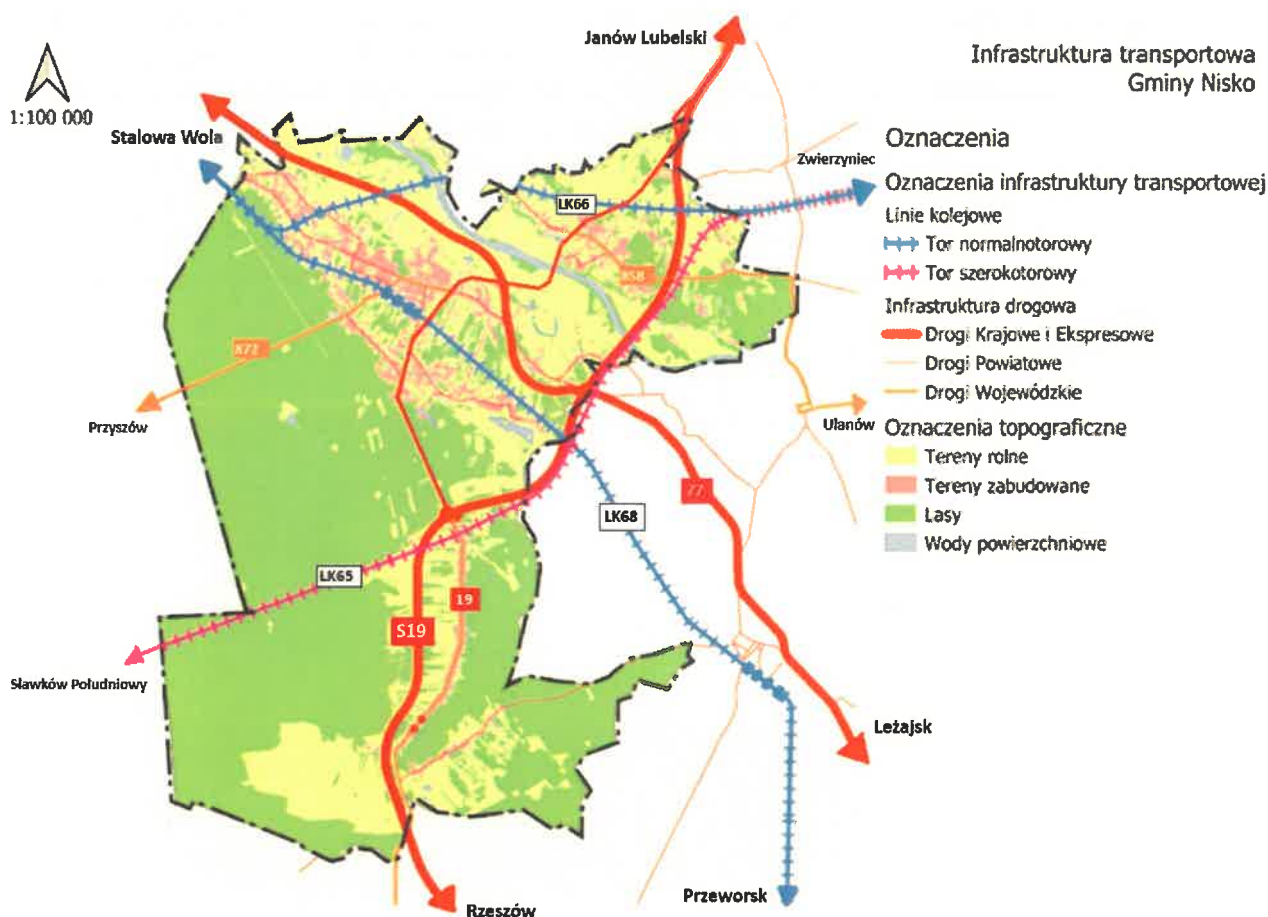 Infrastruktura transportowa
Gminy Nisko
1:100 000
Janów Lubelski
Stalowa Wola
Zwierzyniec
LK66
858
872
Przyszów
Ulanów
LK68
77
LK65
19
S19
Sławków Południowy
Leżajsk
Przeworsk
Rzeszów
Oznaczenia
Oznaczenia infrastruktury transportowej
Linie kolejowe
Tor normalnotorowy
Tor szerokotorowy
Infrastruktura drogowa
Drogi Krajowe i Ekspresowe
Drogi Powiatowe
Drogi Wojewódzkie
Oznaczenia topograficzne
Tereny rolne
Tereny zabudowane
Lasy
Wody powierzchniowe